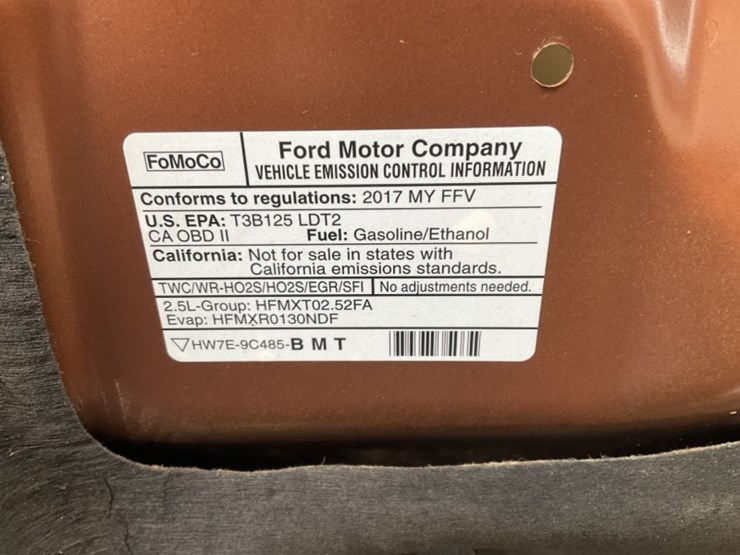 FoMoCo
Ford Motor Company
VEHICLE EMISSION CONTROL INFORMATION
Conforms to regulations: 2017 MY FFV
U.S. EPA: T3B125 LDT2
CA OBD II Fuel: Gasoline/Ethanol
California: Not for sale in states with
California emissions standards.
TWC/WR-HO2S/HO2S/EGR/SFI No adjustments needed.
2.5L-Group: HFMXT02.52FA
Evap: HFMXR0130NDF
HW7E-9C485-B M T